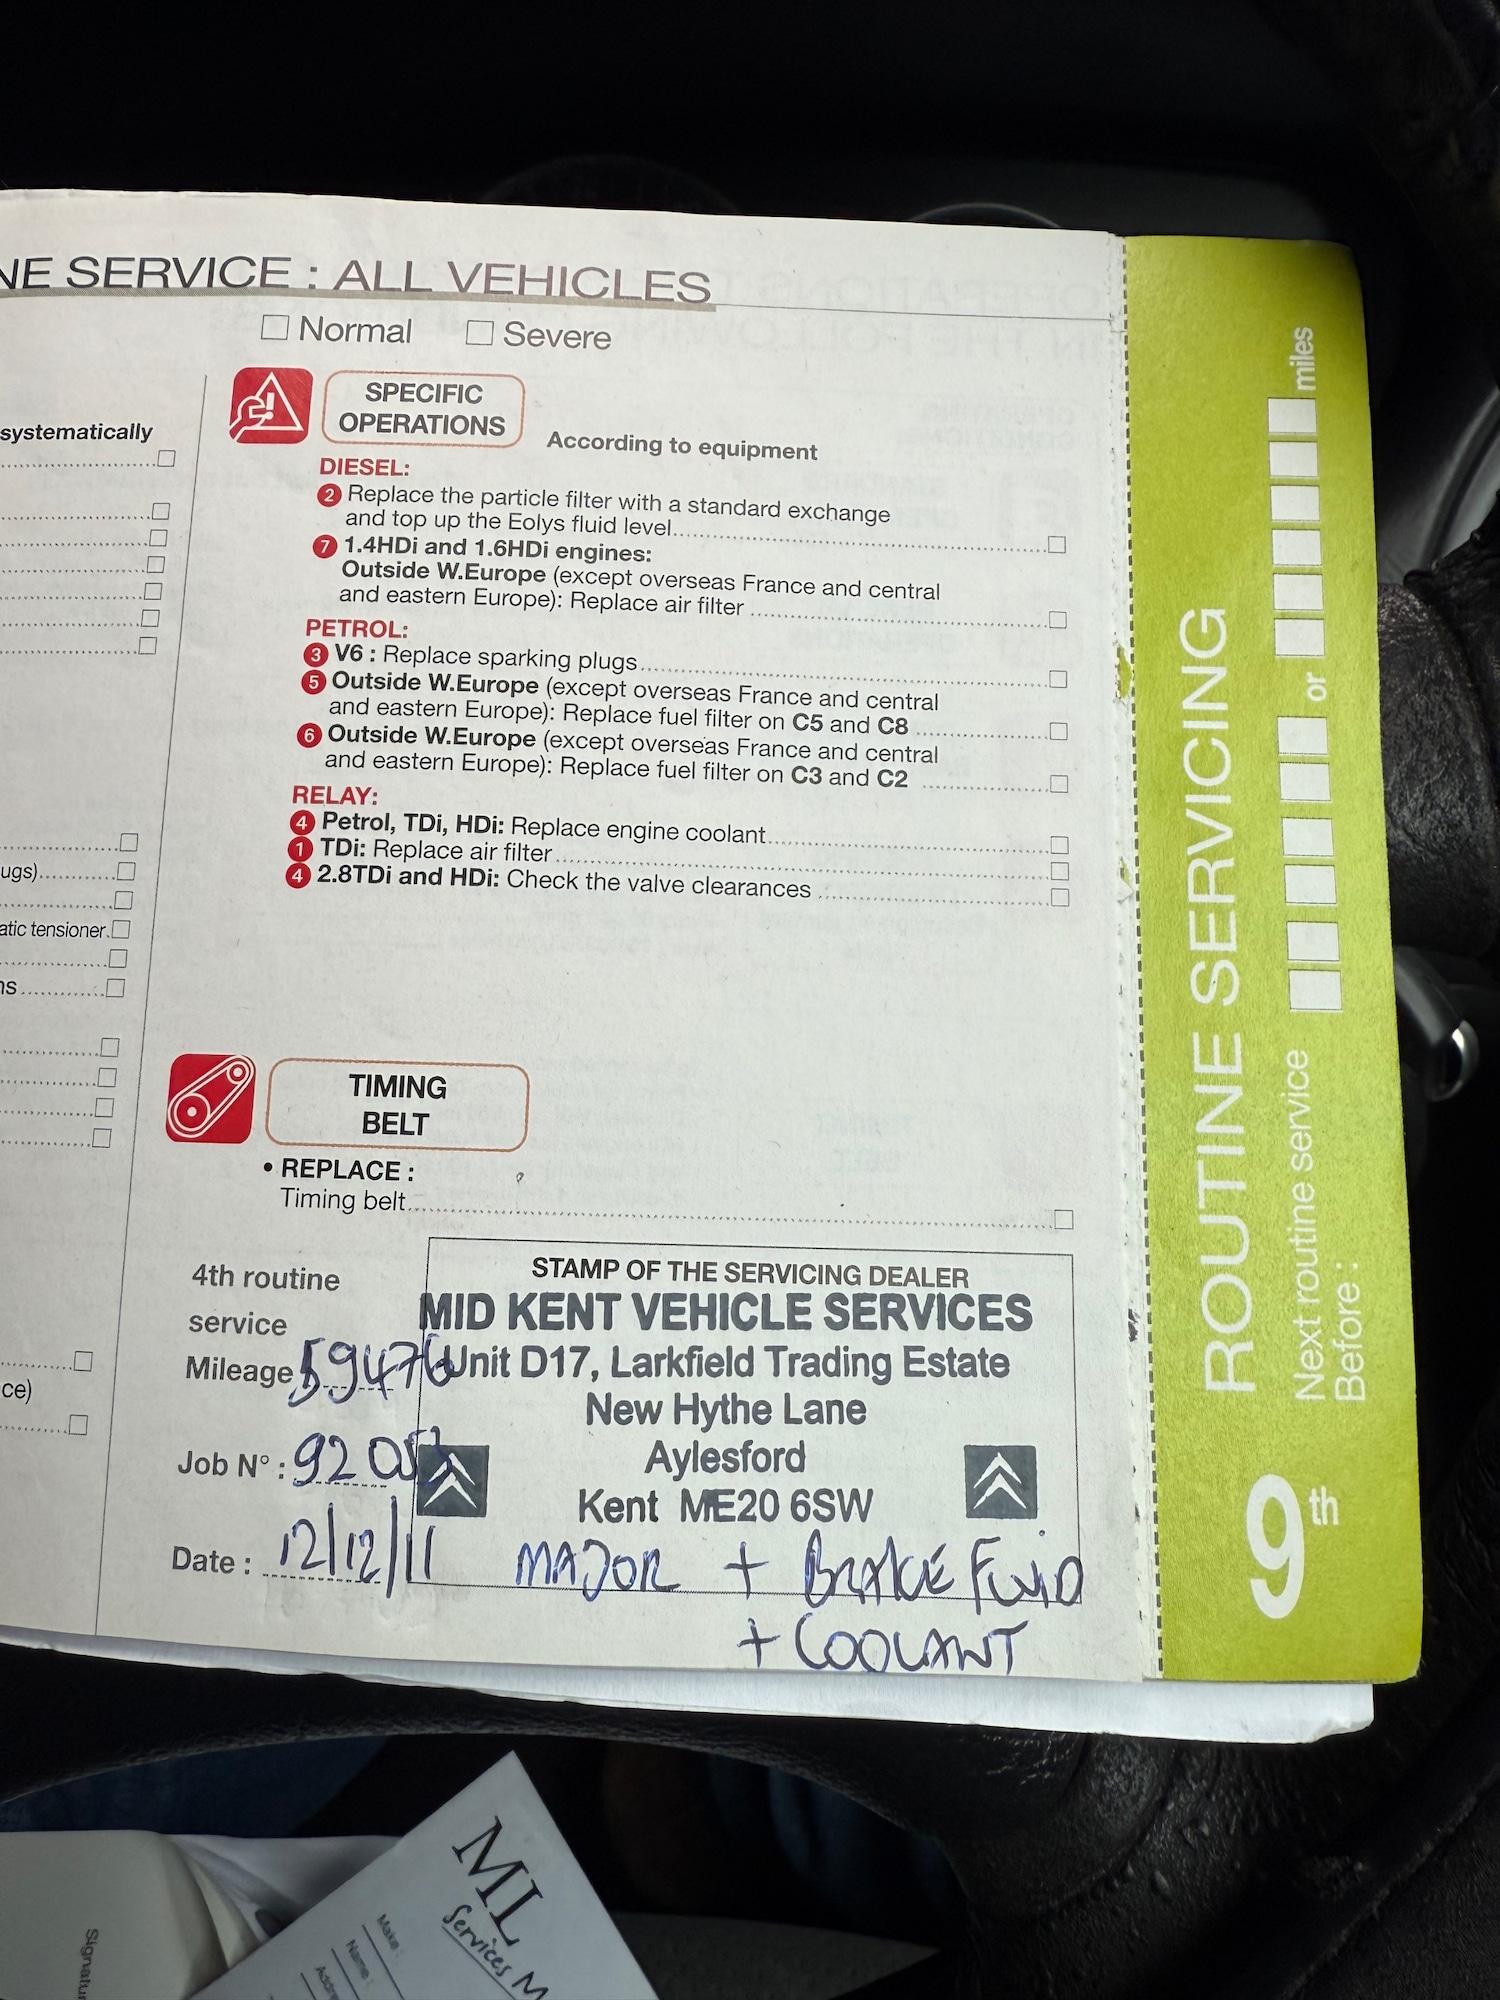 NE SERVICE : ALL VEHICLES
Normal Severe
systematically
ugs)
atic tensioner.
ns
ce)
SPECIFIC
OPERATIONS
According to equipment
DIESEL:
2 Replace the particle filter with a standard exchange
and top up the Eolys fluid level
7 1.4HDi and 1.6HDi engines:
Outside W.Europe (except overseas France and central
and eastern Europe): Replace air filter
PETROL:
3 V6 : Replace sparking plugs
5 Outside W.Europe (except overseas France and central
and eastern Europe): Replace fuel filter on C5 and C8
6 Outside W.Europe (except overseas France and central
and eastern Europe): Replace fuel filter on C3 and C2
RELAY:
4 Petrol, TDi, HDi: Replace engine coolant
1 TDi: Replace air filter
4 2.8TDi and HDi: Check the valve clearances
TIMING
BELT
• REPLACE :
Timing belt
4th routine
service
Mileage 59476
Job N° : 92053
Date : 12/12/11
STAMP OF THE SERVICING DEALER
MID KENT VEHICLE SERVICES
Unit D17, Larkfield Trading Estate
New Hythe Lane
Aylesford
Kent ME20 6SW
MAJOR + BRAKE FLUID
+ COOLANT
9th ROUTINE SERVICING
Next routine service
Before : or miles
ML
Services M
Make :
Name :
Addre
Signatu